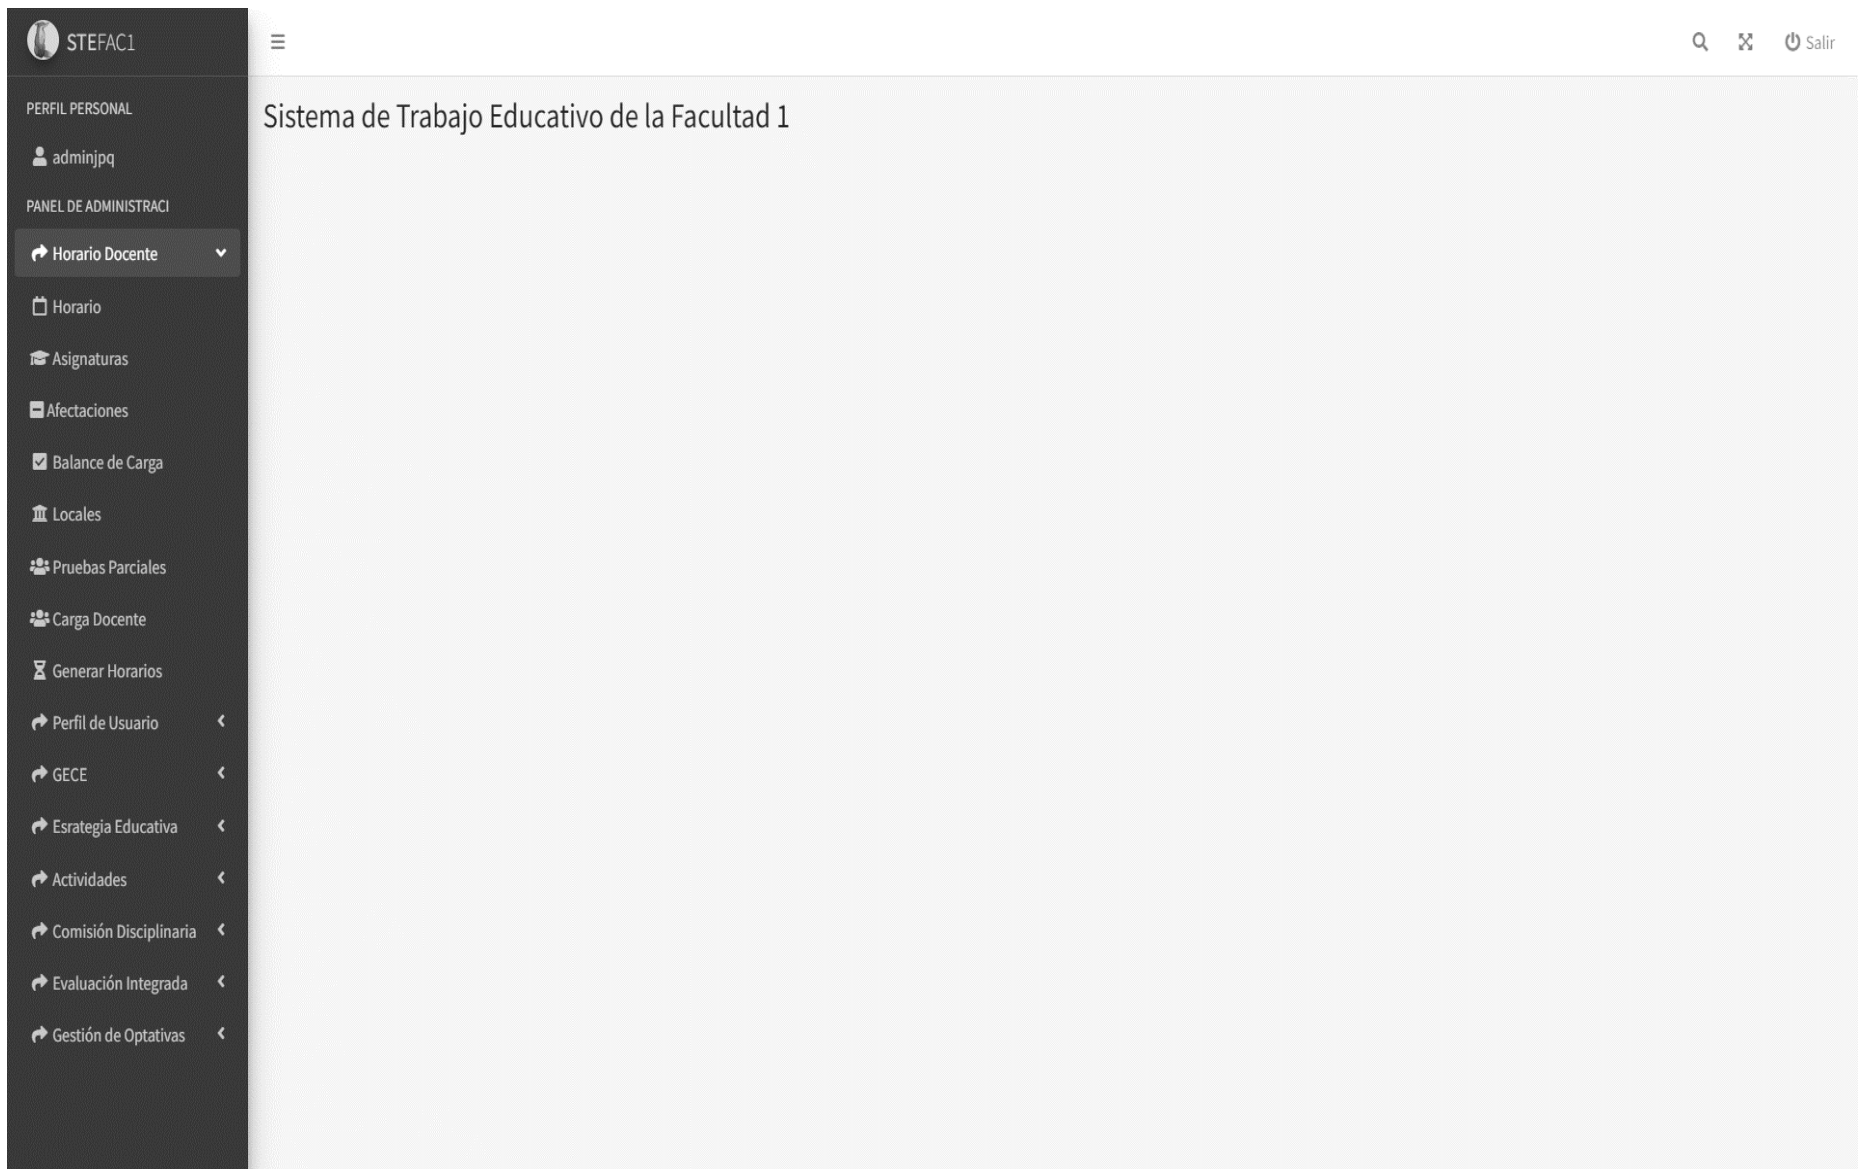 STEFAC1
Salir
PERFIL PERSONAL
Sistema de Trabajo Educativo de la Facultad 1
adminjpq
PANEL DE ADMINISTRACI
Horario Docente
Horario
Asignaturas
Afectaciones
Balance de Carga
Locales
Pruebas Parciales
Carga Docente
Generar Horarios
Perfil de Usuario
GECE
Esrategia Educativa
Actividades
Comisión Disciplinaria
Evaluación Integrada
Gestión de Optativas